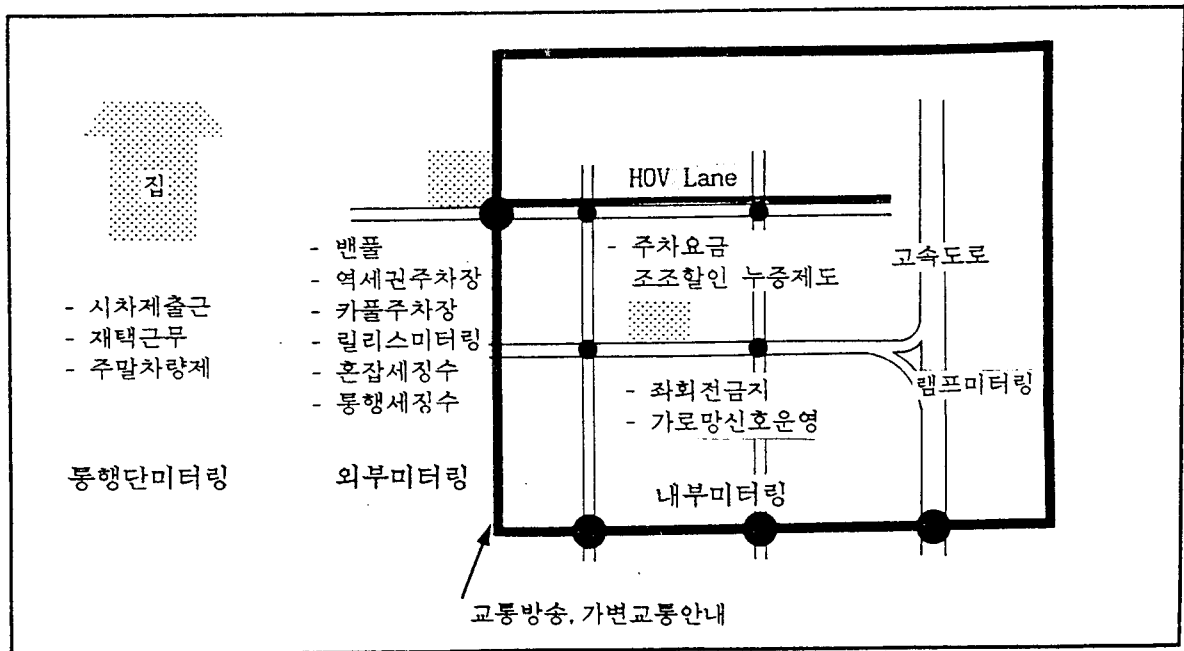 집
- 시차제출근
- 재택근무
- 주말차량제
통행단미터링
- 밴풀
- 역세권주차장
- 카풀주차장
- 릴리스미터링
- 혼잡세징수
- 통행세징수
외부미터링
HOV Lane
- 주차요금
조조할인 누증제도
- 좌회전금지
- 가로망신호운영
내부미터링
고속도로
램프미터링
교통방송, 가변교통안내